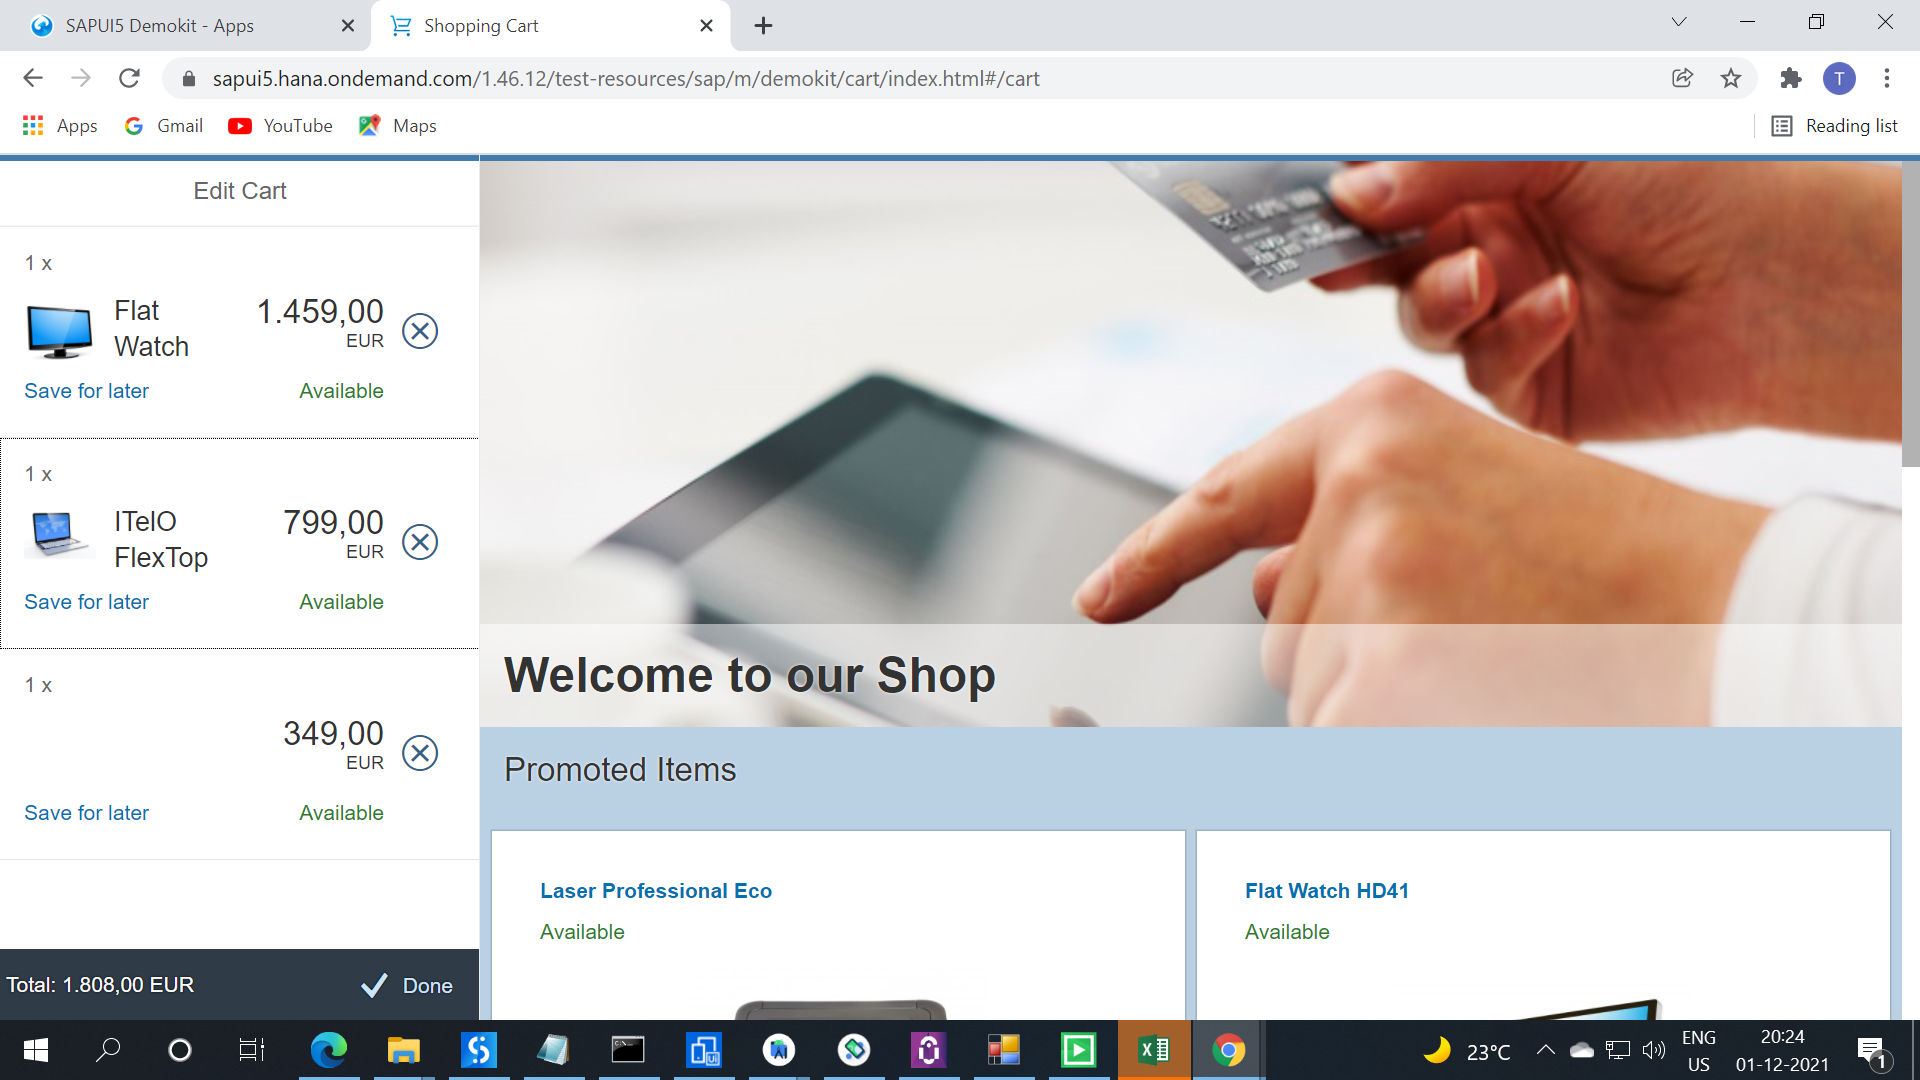 SAPUI5 Demokit - Apps
Shopping Cart
sapui5.hana.ondemand.com/1.46.12/test-resources/sap/m/demokit/cart/index.html#/cart
T
Apps
Gmail
YouTube
Maps
Reading list
Edit Cart
1 x
Flat
Watch
1.459,00
EUR
Save for later
Available
1 x
ITelO
FlexTop
799,00
EUR
Save for later
Available
1 x
349,00
EUR
Save for later
Available
Total: 1.808,00 EUR
Done
Welcome to our Shop
Promoted Items
Laser Professional Eco
Available
Flat Watch HD41
Available
23°C
ENG
US
20:24
01-12-2021
1